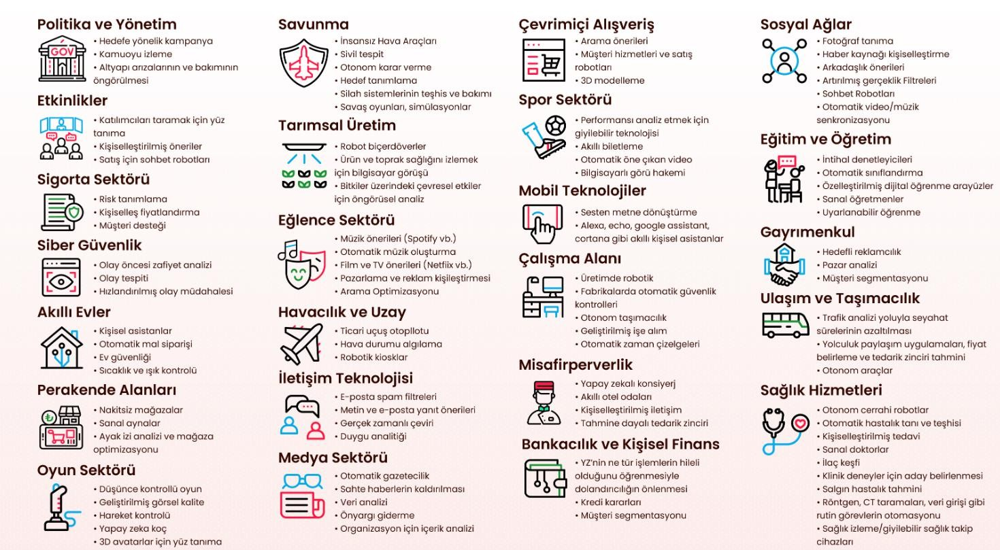 Politika ve Yönetim
GOV
• Hedefe yönelik kampanya
• Kamuoyu izleme
• Altyapı arızalarının ve bakımının
öngörülmesi
Etkinlikler
• Katılımcıları taramak için yüz
tanıma
• Kişiselleştirilmiş öneriler
• Satış için sohbet robotları
Sigorta Sektörü
• Risk tanımlama
• Kişiselleş fiyatlandırma
• Müşteri desteği
Siber Güvenlik
• Olay öncesi zafiyet analizi
• Olay tespiti
• Hızlandırılmış olay müdahalesi
Akıllı Evler
• Kişisel asistanlar
• Otomatik mal siparişi
• Ev güvenliği
• Sıcaklık ve ışık kontrolü
Perakende Alanları
₺
• Nakitsiz mağazalar
• Sanal aynalar
• Ayak izi analizi ve mağaza
optimizasyonu
Oyun Sektörü
• Düşünce kontrollü oyun
• Geliştirilmiş görsel kalite
• Hareket kontrolü
• Yapay zeka koç
• 3D avatarlar için yüz tanıma
Savunma
• İnsansız Hava Araçları
• Sivil tespit
• Otonom karar verme
• Hedef tanımlama
• Silah sistemlerinin teşhis ve bakımı
• Savaş oyunları, simülasyonlar
Tarımsal Üretim
• Robot biçerdöverler
• Ürün ve toprak sağlığını izlemek
için bilgisayar görüşü
• Bitkiler üzerindeki çevresel etkiler
için öngörüsel analiz
Eğlence Sektörü
• Müzik önerileri (Spotify vb.)
• Otomatik müzik oluşturma
• Film ve TV önerileri (Netfiix vb.)
• Pazarlama ve reklam kişileştirmesi
• Arama Optimizasyonu
Havacılık ve Uzay
• Ticari uçuş otopllotu
• Hava durumu algılama
• Robotik kiosklar
İletişim Teknolojisi
• E-posta spam filtreleri
• Metin ve e-posta yanıt önerileri
• Gerçek zamanlı çeviri
• Duygu analitiği
Medya Sektörü
• Otomatik gazetecilik
• Sahte haberlerin kaldırılması
• Veri analizi
• Önyargı giderme
• Organizasyon için içerik analizi
Çevrimiçi Alışveriş
• Arama önerileri
• Müşteri hizmetleri ve satış
robotları
• 3D modelleme
Spor Sektörü
• Performansı analiz etmek için
giyilebilir teknolojisi
• Akıllı biletleme
• Otomatik öne çıkan video
• Bilgisayarlı görü hakemi
Mobil Teknolojiler
• Sesten metne dönüştürme
• Alexa, echo, google assistant,
cortana gibi akıllı kişisel asistanlar
Çalışma Alanı
• Üretimde robotik
• Fabrikalarda otomatik güvenlik
kontrolleri
• Otonom taşımacılık
• Geliştirilmiş işe alım
• Otomatik zaman çizelgeleri
Misafirperverlik
• Yapay zekalı konsiyerj
• Akıllı otel odaları
• Kişiselleştirilmiş iletişim
• Tahmine dayalı tedarik zinciri
Bankacılık ve Kişisel Finans
• YZ'nin ne tür işlemlerin hileli
olduğunu öğrenmesiyle
dolandırıcılığın önlenmesi
• Kredi kararları
• Müşteri segmentasyonu
Sosyal Ağlar
• Fotoğraf tanıma
• Haber kaynağı kişiselleştirme
• Arkadaşlık önerileri
• Artırılmış gerçeklik Filtreleri
• Sohbet Robotları
• Otomatik video/müzik
senkronizasyonu
Eğitim ve Öğretim
• İntihal denetleyicileri
• Otomatik sınıflandırma
• Özelleştirilmiş dijital öğrenme arayüzler
• Sanal öğretmenler
• Uyarlanabilir öğrenme
Gayrımenkul
• Hedefli reklamcılık
• Pazar analizi
• Müşteri segmentasyonu
Ulaşım ve Taşımacılık
• Trafik analizi yoluyla seyahat
sürelerinin azaltılması
• Yolculuk paylaşım uygulamaları, fiyat
belirleme ve tedarik zinciri tahmini
• Otonom araçlar
Sağlık Hizmetleri
• Otonom cerrahi robotlar
• Otomatik hastalık tanı ve teşhisi
• Kişiselleştirilmiş tedavi
• Sanal doktorlar
• İlaç keşfi
• Klinik deneyler için aday belirlenmesi
• Salgın hastalık tahmini
• Röntgen, CT taramaları, veri girişi gibi
rutin görevlerin otomasyonu
• Sağlık izleme/giyilebilir sağlık takip
cihazları